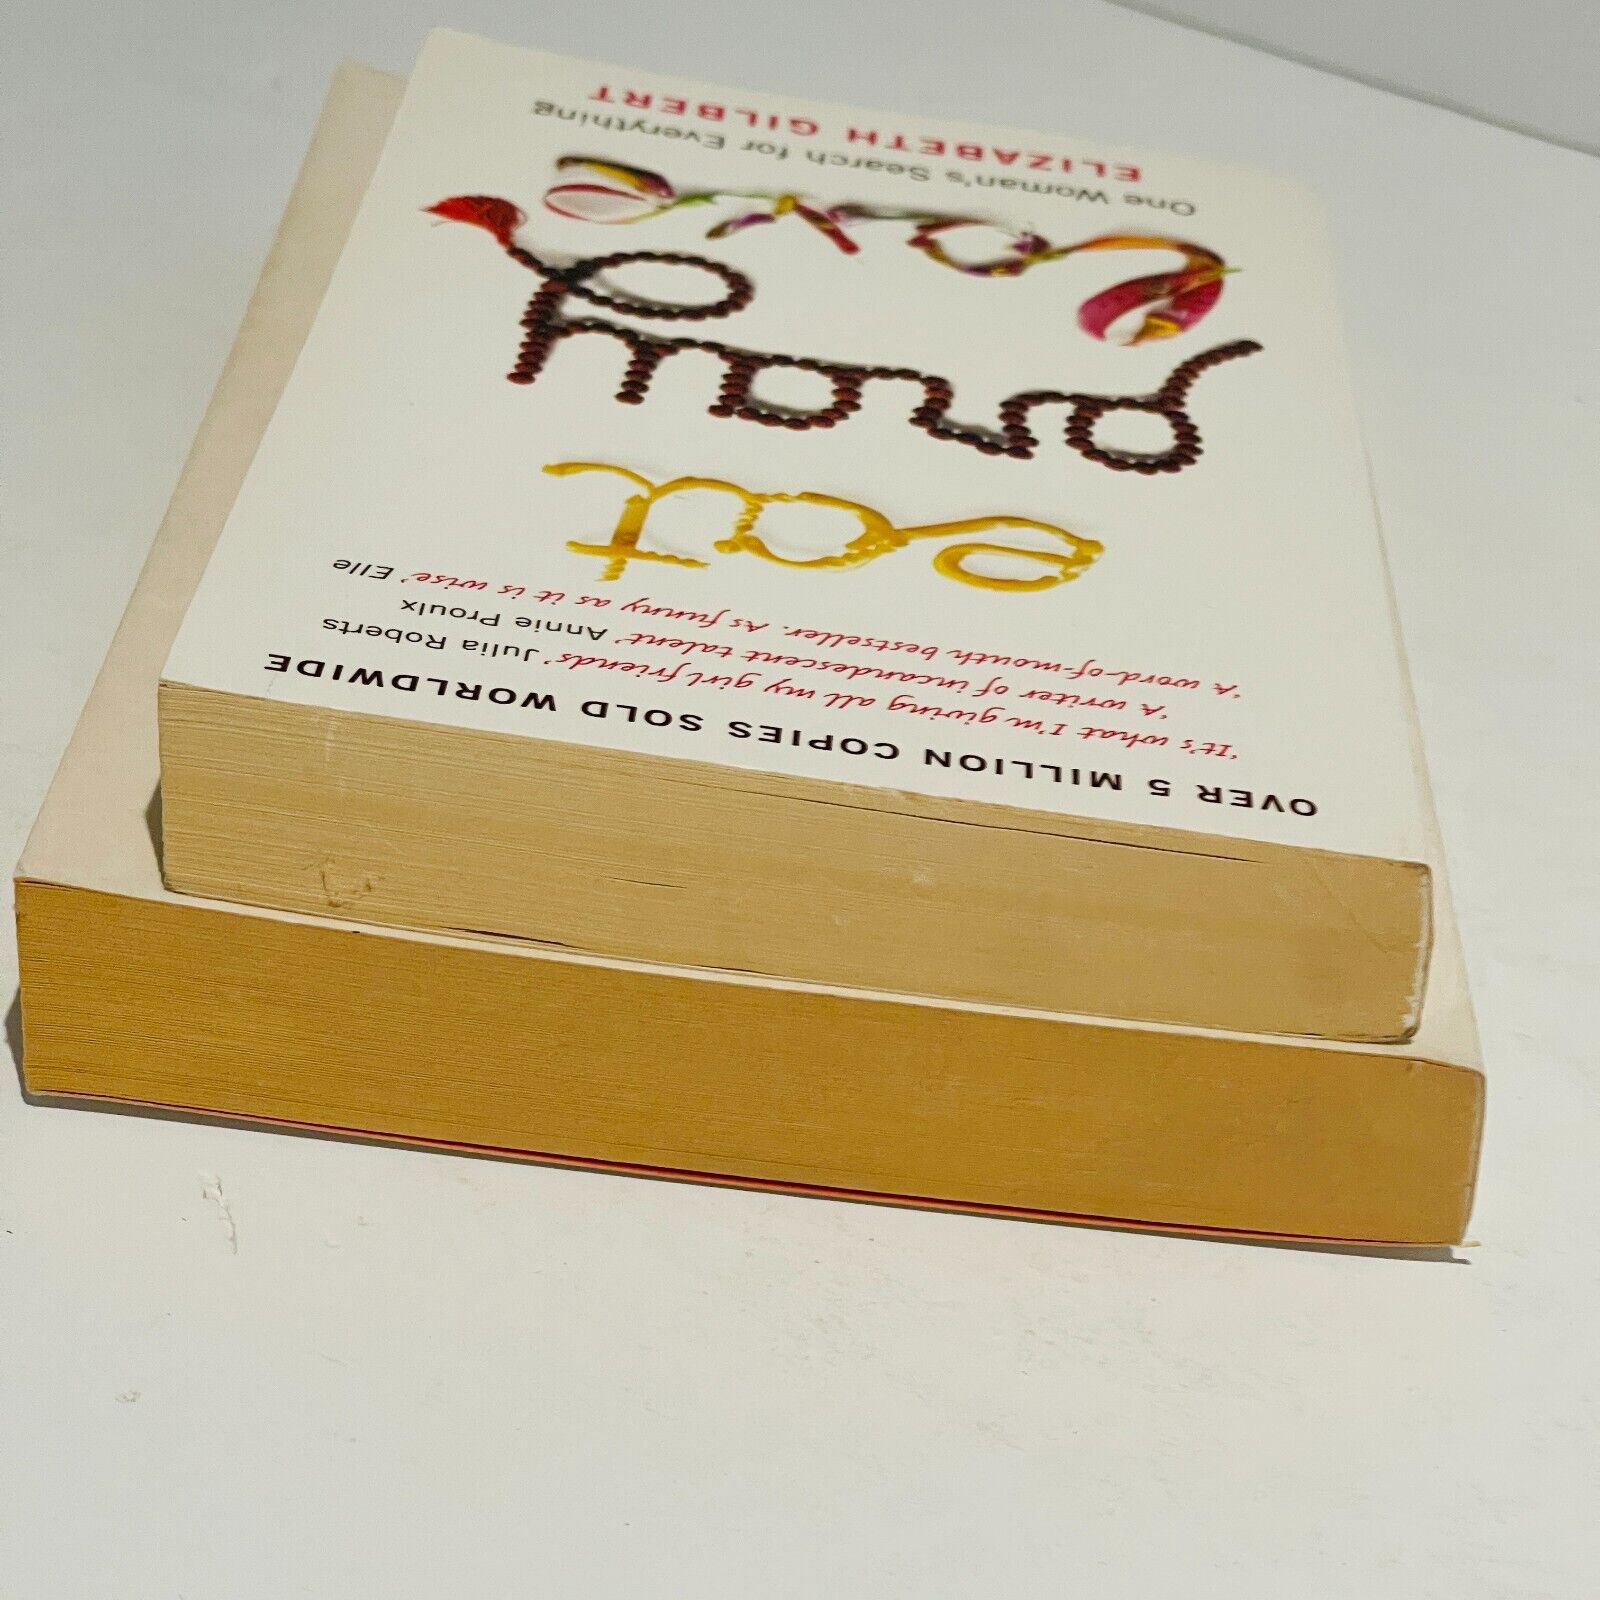 OVER 5 MILLION COPIES SOLD WORLDWIDE
'It's what I'm giving all my girl friends' Julia Roberts
'A writer of incandescent talent' Annie Proulx
'A word-of-mouth bestseller. As funny as it is wise' Elle
eat
pray
love
One Woman's Search for Everything
ELIZABETH GILBERT